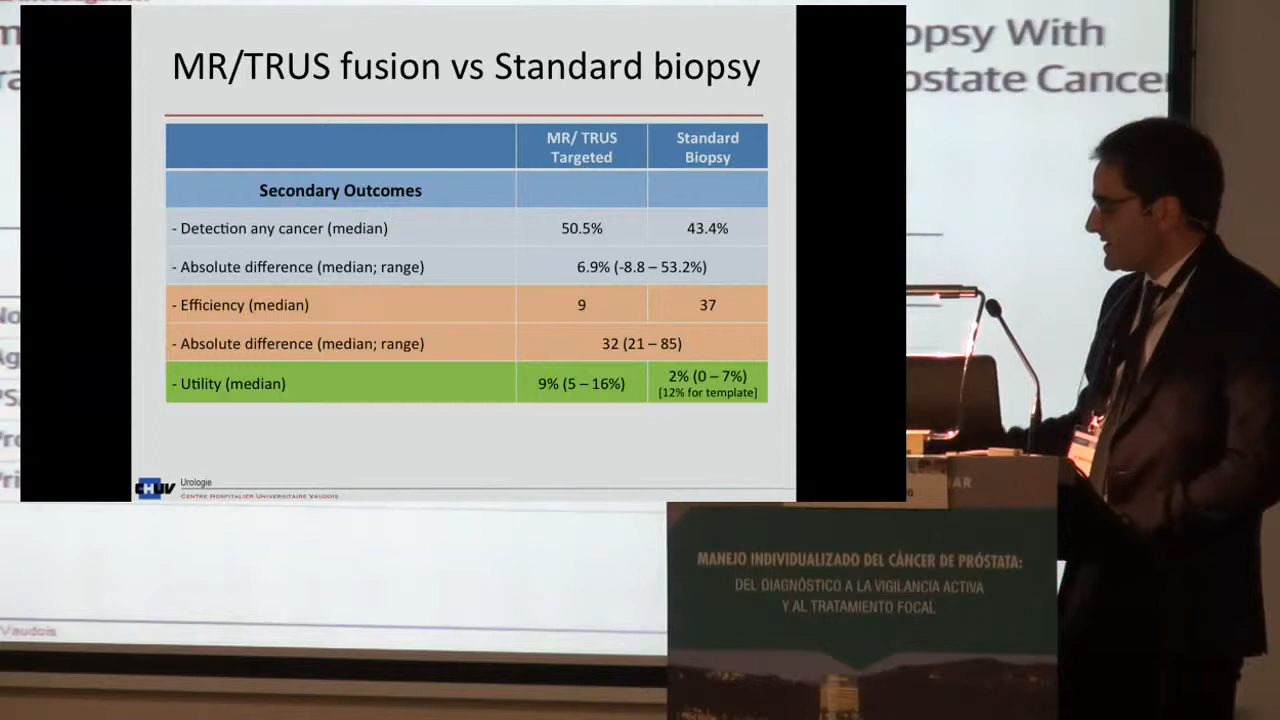 MR/TRUS fusion vs Standard biopsy
MR/ TRUS Targeted
Standard Biopsy
Secondary Outcomes
- Detection any cancer (median) 50.5% 43.4%
- Absolute difference (median; range) 6.9% (-8.8 – 53.2%)
- Efficiency (median) 9 37
- Absolute difference (median; range) 32 (21 – 85)
- Utility (median) 9% (5 – 16%) 2% (0 – 7%)
[12% for template]
CHUV Urologie
CENTRE HOSPITALIER UNIVERSITAIRE VAUDOIS
opsy With
ostate Cancer
Vaudois
AR
MANEJO INDIVIDUALIZADO DEL CÁNCER DE PRÓSTATA:
DEL DIAGNÓSTICO A LA VIGILANCIA ACTIVA
Y AL TRATAMIENTO FOCAL